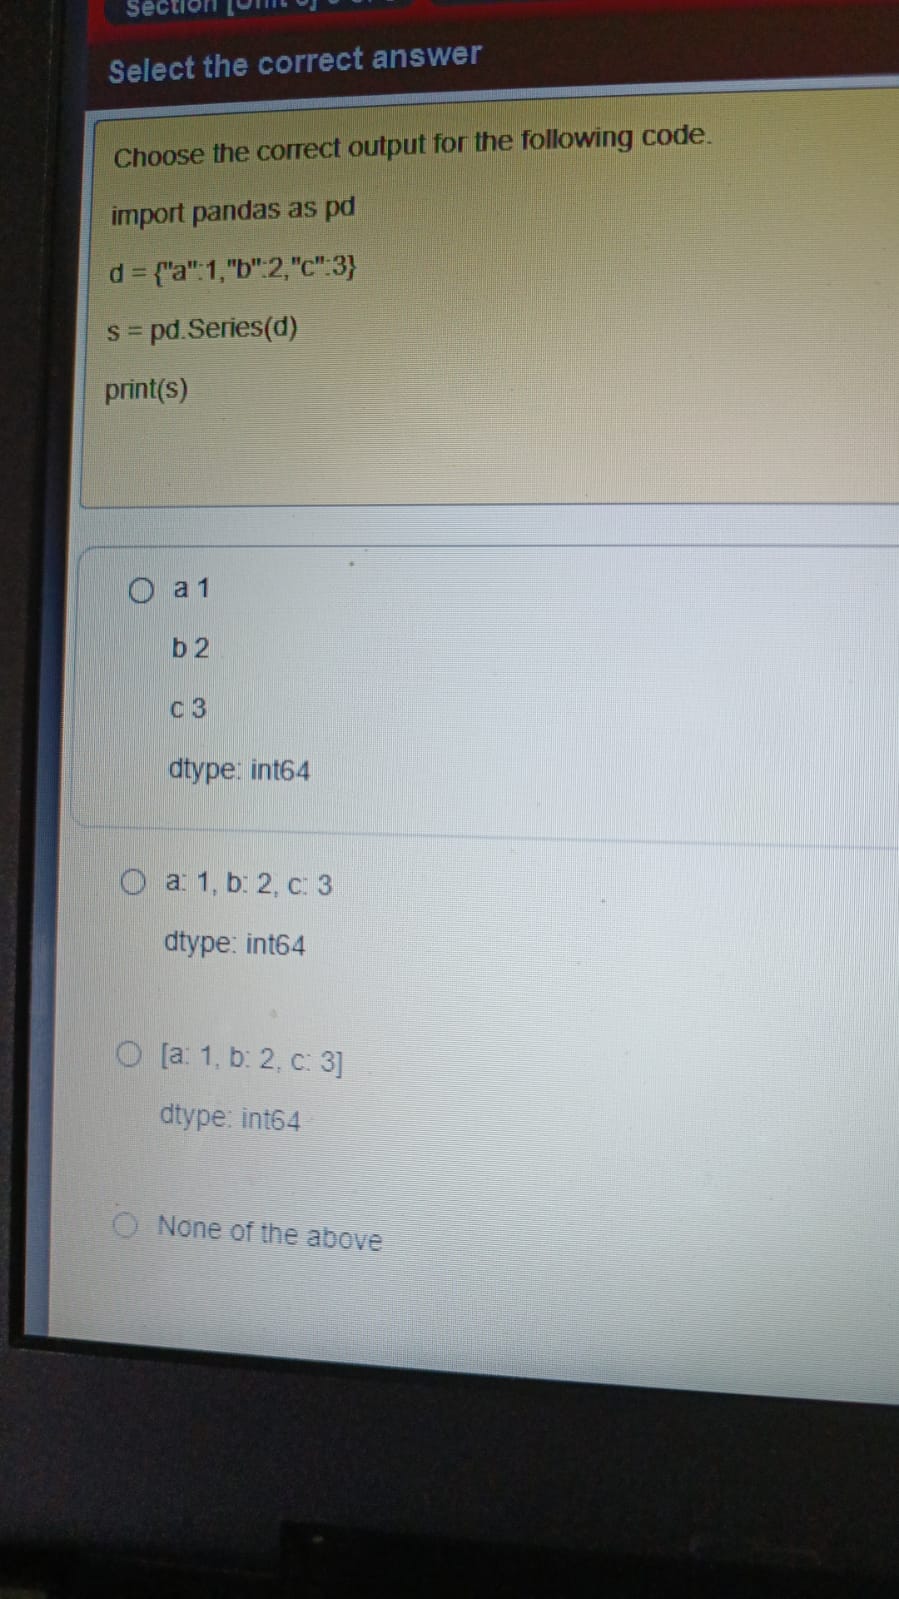 Section
Select the correct answer
Choose the correct output for the following code.
import pandas as pd
d = {"a":1,"b":2,"c":3}
s = pd.Series(d)
print(s)
a 1
b 2
c 3
dtype: int64
a: 1, b: 2, c: 3
dtype: int64
[a: 1, b: 2, c: 3]
dtype: int64
None of the above